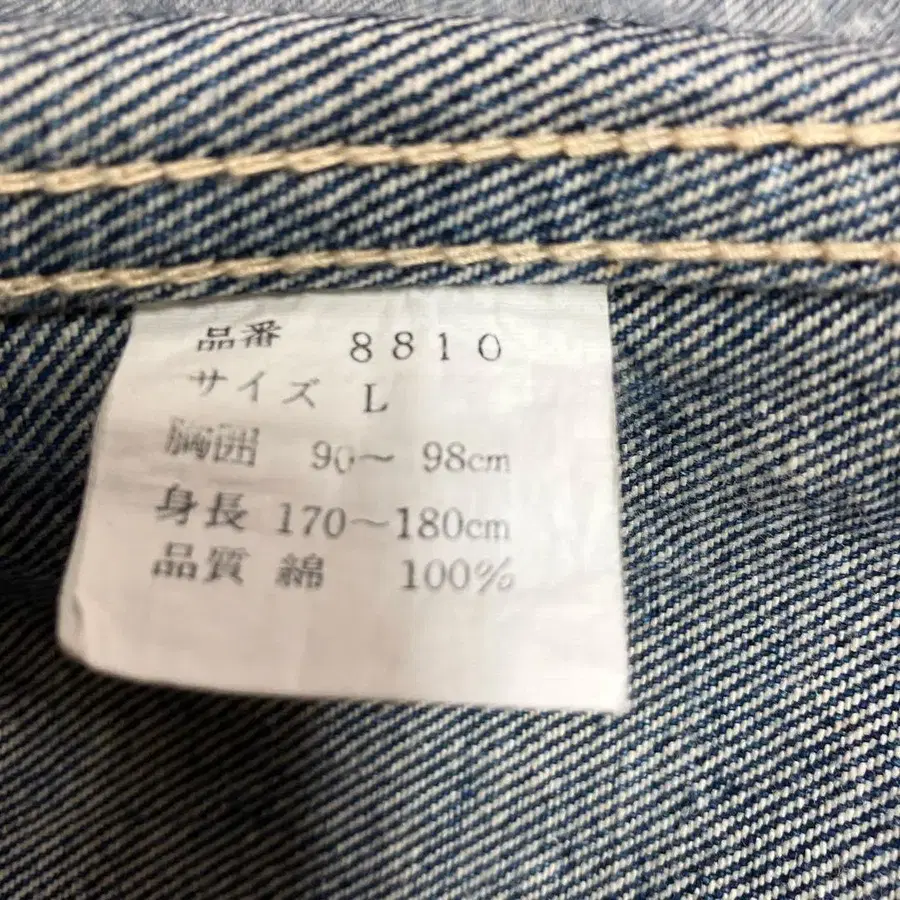 品番 8810
サイズ L
胸囲 90〜98cm
身長 170〜180cm
品質 綿 100%